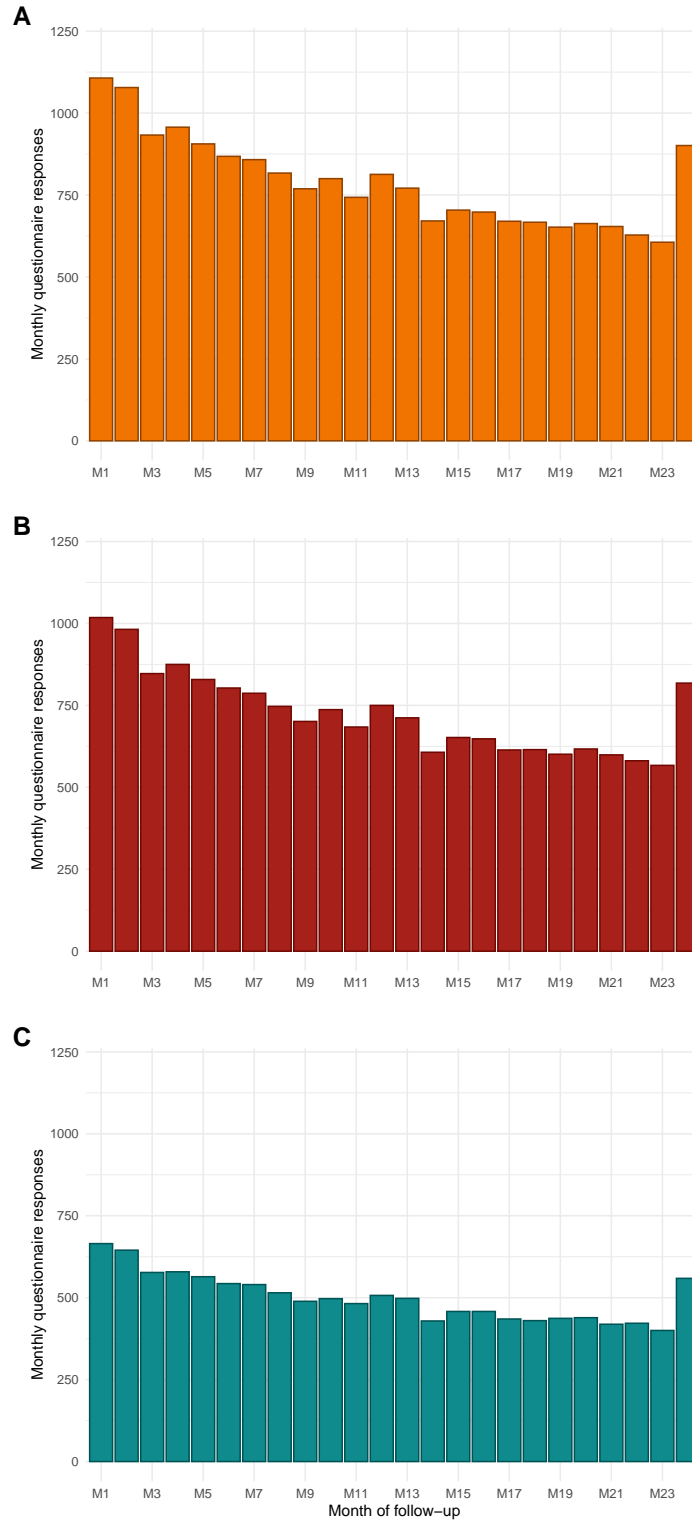 A
Monthly questionnaire responses
1250
1000
750
500
250
0
M1 M3 M5 M7 M9 M11 M13 M15 M17 M19 M21 M23
B
Monthly questionnaire responses
1250
1000
750
500
250
0
M1 M3 M5 M7 M9 M11 M13 M15 M17 M19 M21 M23
C
Monthly questionnaire responses
1250
1000
750
500
250
0
M1 M3 M5 M7 M9 M11 M13 M15 M17 M19 M21 M23
Month of follow−up